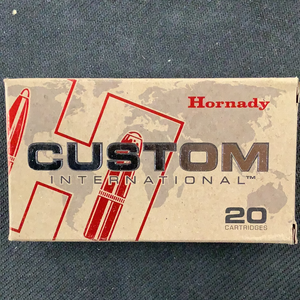 Hornady
CUSTOM
INTERNATIONAL™
20
CARTRIDGES